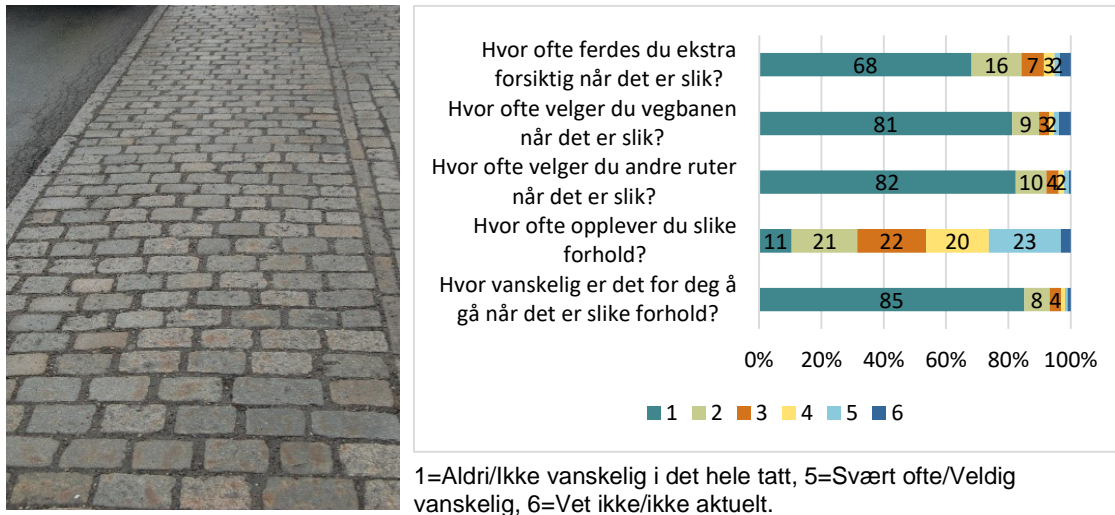 Hvor ofte ferdes du ekstra
forsiktig når det er slik?
68 16 7 3 2
Hvor ofte velger du vegbanen
når det er slik?
81 9 3 2
Hvor ofte velger du andre ruter
når det er slik?
82 10 4 2
Hvor ofte opplever du slike
forhold?
11 21 22 20 23
Hvor vanskelig er det for deg å
gå når det er slike forhold?
85 8 4
0% 20% 40% 60% 80% 100%
1 2 3 4 5 6
1=Aldri/Ikke vanskelig i det hele tatt, 5=Svært ofte/Veldig
vanskelig, 6=Vet ikke/ikke aktuelt.